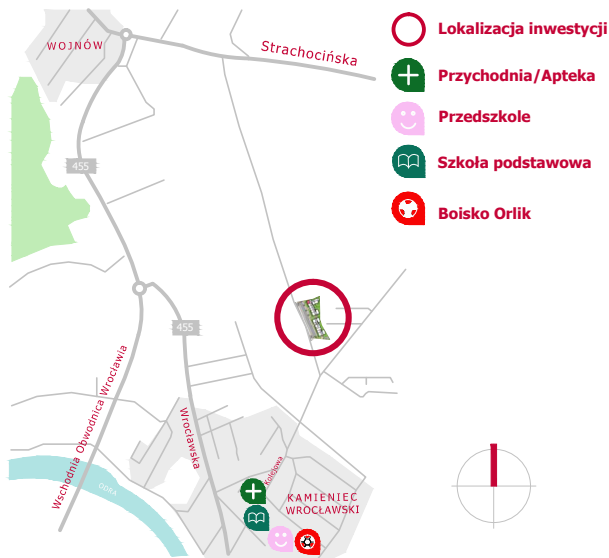 WOJNÓW
Strachocińska
Lokalizacja inwestycji
Przychodnia/Apteka
Przedszkole
Szkoła podstawowa
Boisko Orlik
455
455
Wschodnia Obwodnica Wrocławia
Wrocławska
Kolejowa
KAMIENIEC
WROCŁAWSKI
ODRA